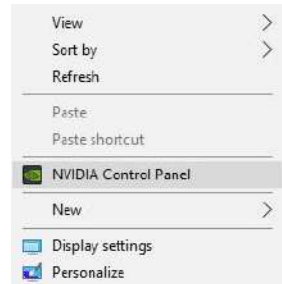 View
Sort by
Refresh
Paste
Paste shortcut
NVIDIA Control Panel
New
Display settings
Personalize